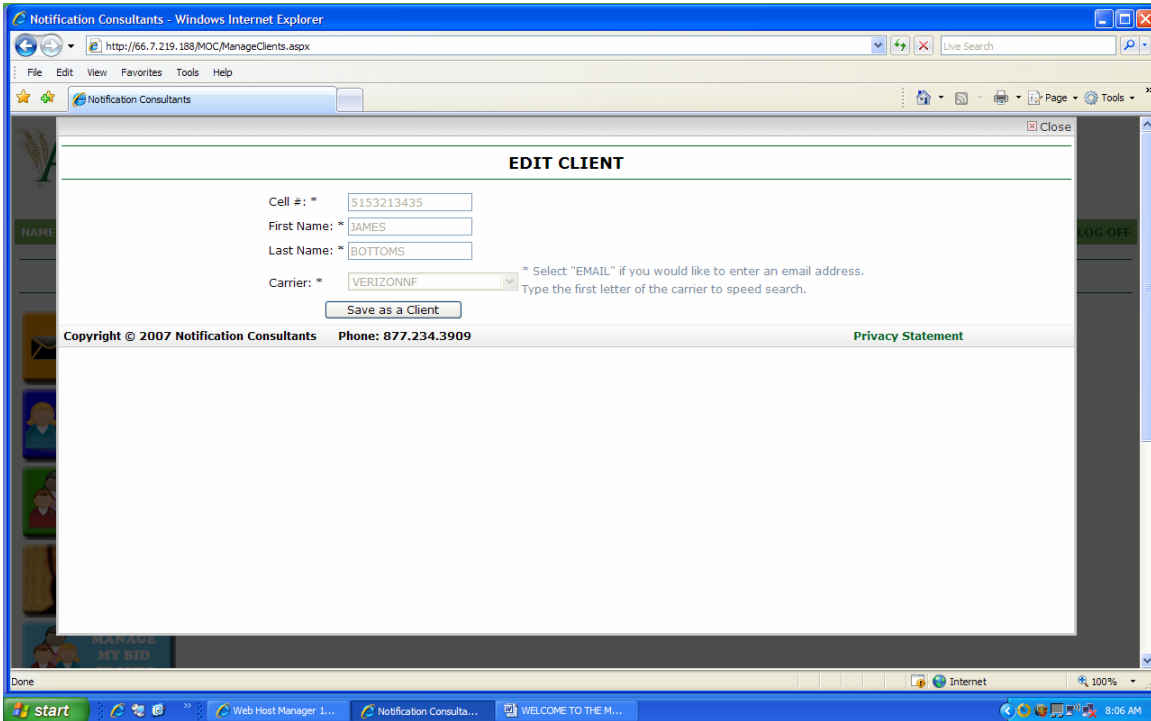 Notification Consultants - Windows Internet Explorer
http://66.7.219.188/MOC/ManageClients.aspx
Live Search
File Edit View Favorites Tools Help
Notification Consultants
Page Tools
Close
EDIT CLIENT
Cell #: * 5153213435
NAME
First Name: * JAMES
LOG OFF
Last Name: * BOTTOMS
Carrier: * VERIZONNF
* Select "EMAIL" if you would like to enter an email address.
Type the first letter of the carrier to speed search.
Save as a Client
Copyright © 2007 Notification Consultants Phone: 877.234.3909 Privacy Statement
MANAGE
MY BID
Done Internet 100%
start Web Host Manager 1... Notification Consulta... WELCOME TO THE M... 8:06 AM